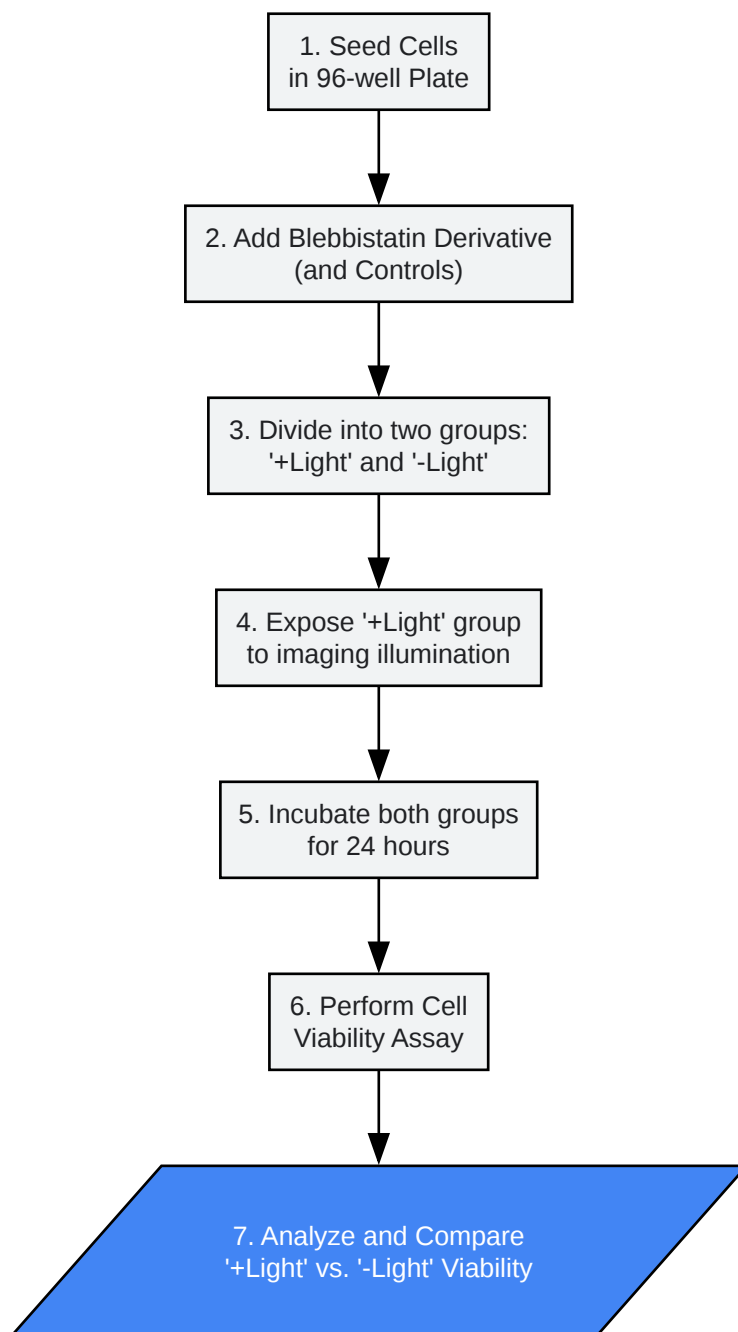 1. Seed Cells
in 96-well Plate
2. Add Blebbistatin Derivative
(and Controls)
3. Divide into two groups:
'+Light' and '-Light'
4. Expose '+Light' group
to imaging illumination
5. Incubate both groups
for 24 hours
6. Perform Cell
Viability Assay
7. Analyze and Compare
'+Light' vs. '-Light' Viability